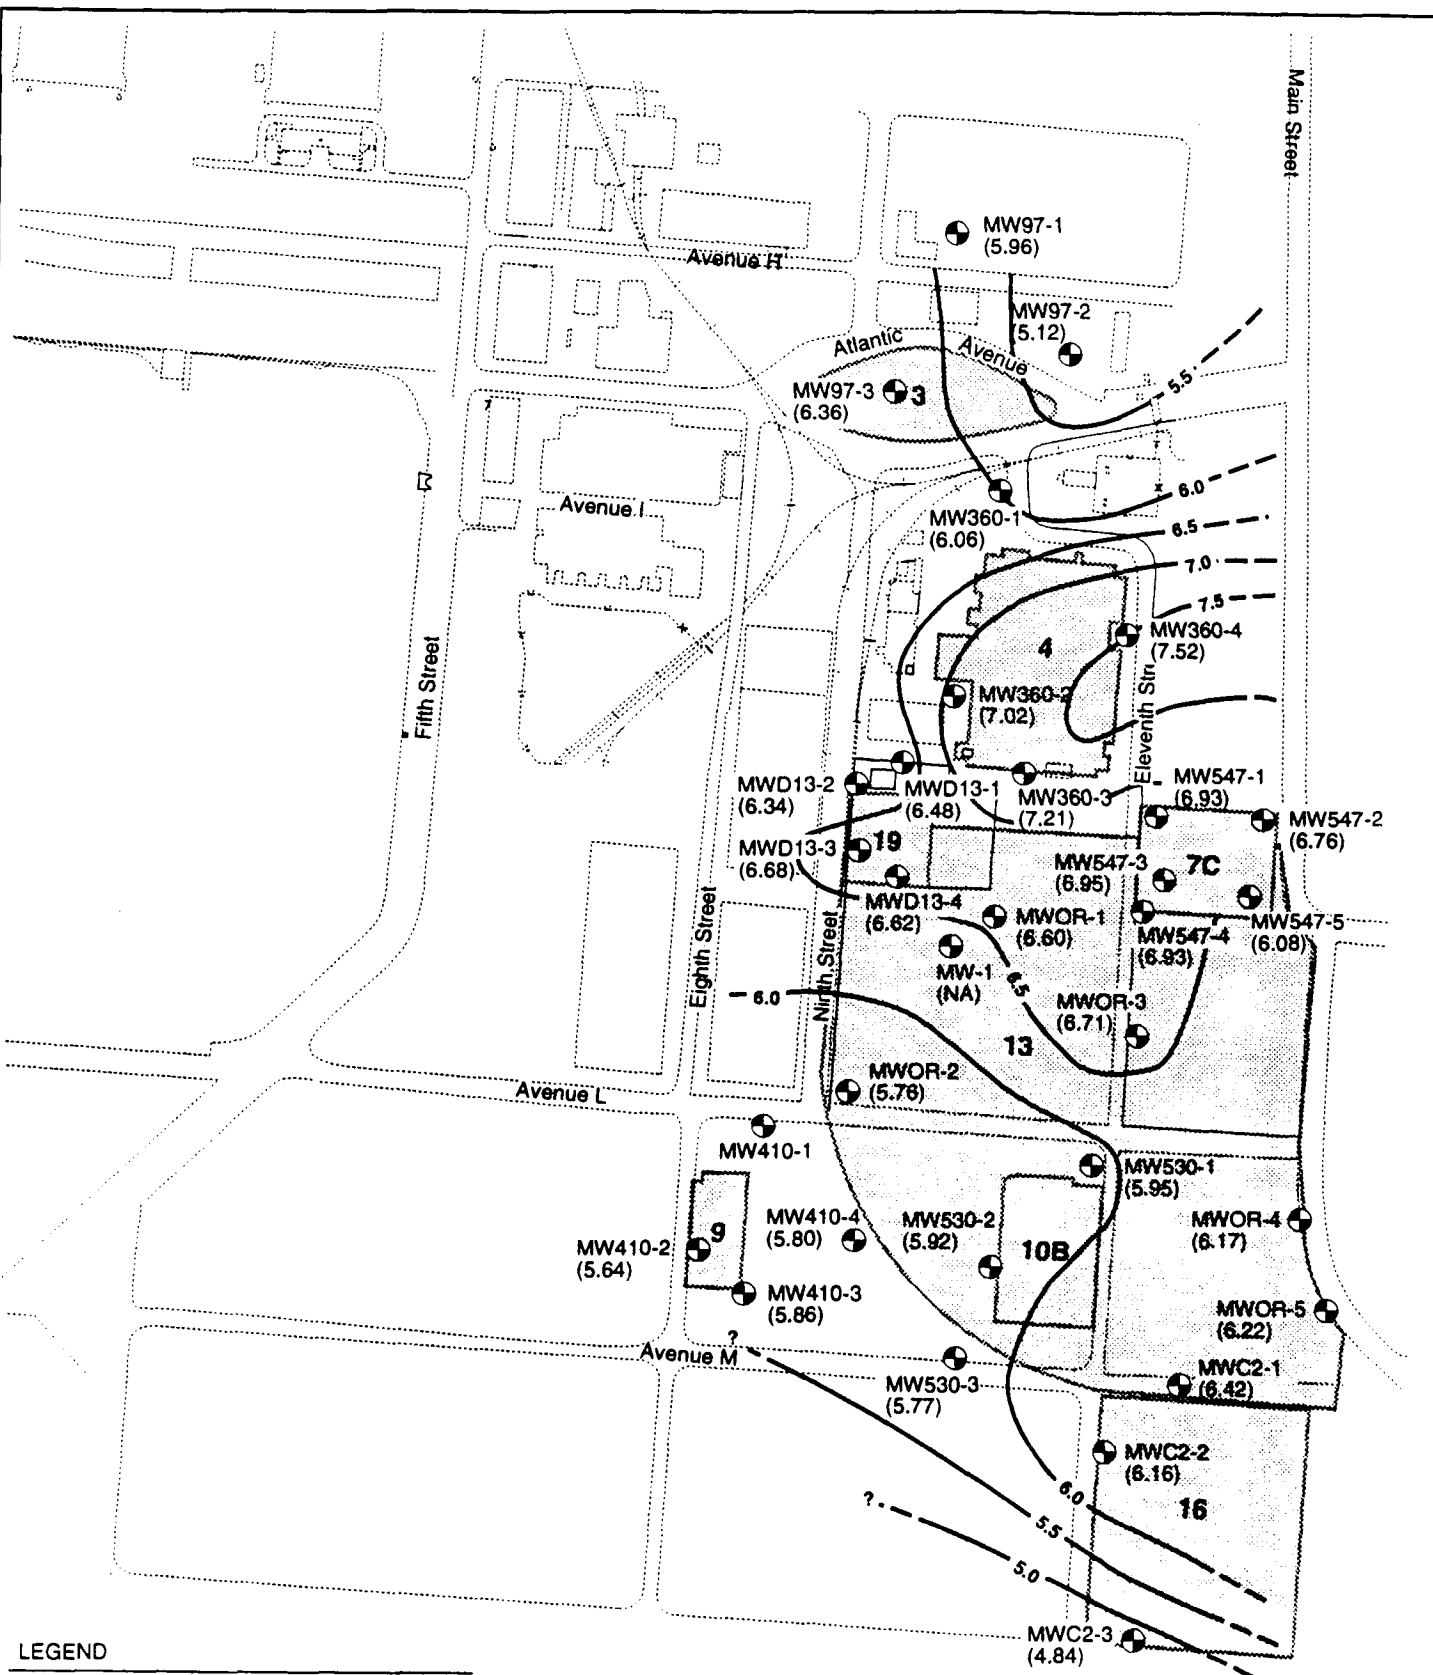 Main Street
MW97-1
(5.96)
Avenue H
MW97-2
(5.12)
Atlantic
Avenue
MW97-3
(6.36)
3
5.5
6.0
Avenue I
MW360-1
(6.06)
6.5
7.0
7.5
MW360-4
(7.52)
4
Fifth Street
MW360-2
(7.02)
Eleventh Stre
MWD13-2
(6.34)
MWD13-1
(6.48)
MW360-3
(7.21)
MW547-1
(6.93)
MW547-2
(6.76)
MWD13-3
(6.68)
19
MW547-3
(6.95)
7C
MWD13-4
(6.62)
MWOR-1
(6.60)
MW547-4
(6.93)
MW547-5
(6.08)
Eighth Street
Ninth Street
MW-1
(NA)
6.5
6.0
MWOR-3
(6.71)
13
MWOR-2
(5.76)
Avenue L
MW410-1
MW530-1
(5.95)
9
MW410-4
(5.80)
MW530-2
(5.92)
10B
MWOR-4
(6.17)
MW410-2
(5.64)
MW410-3
(5.86)
MWOR-5
(6.22)
?
Avenue M
MW530-3
(5.77)
MWC2-1
(6.42)
MWC2-2
(6.16)
?
6.0
16
5.5
5.0
MWC2-3
(4.84)
LEGEND